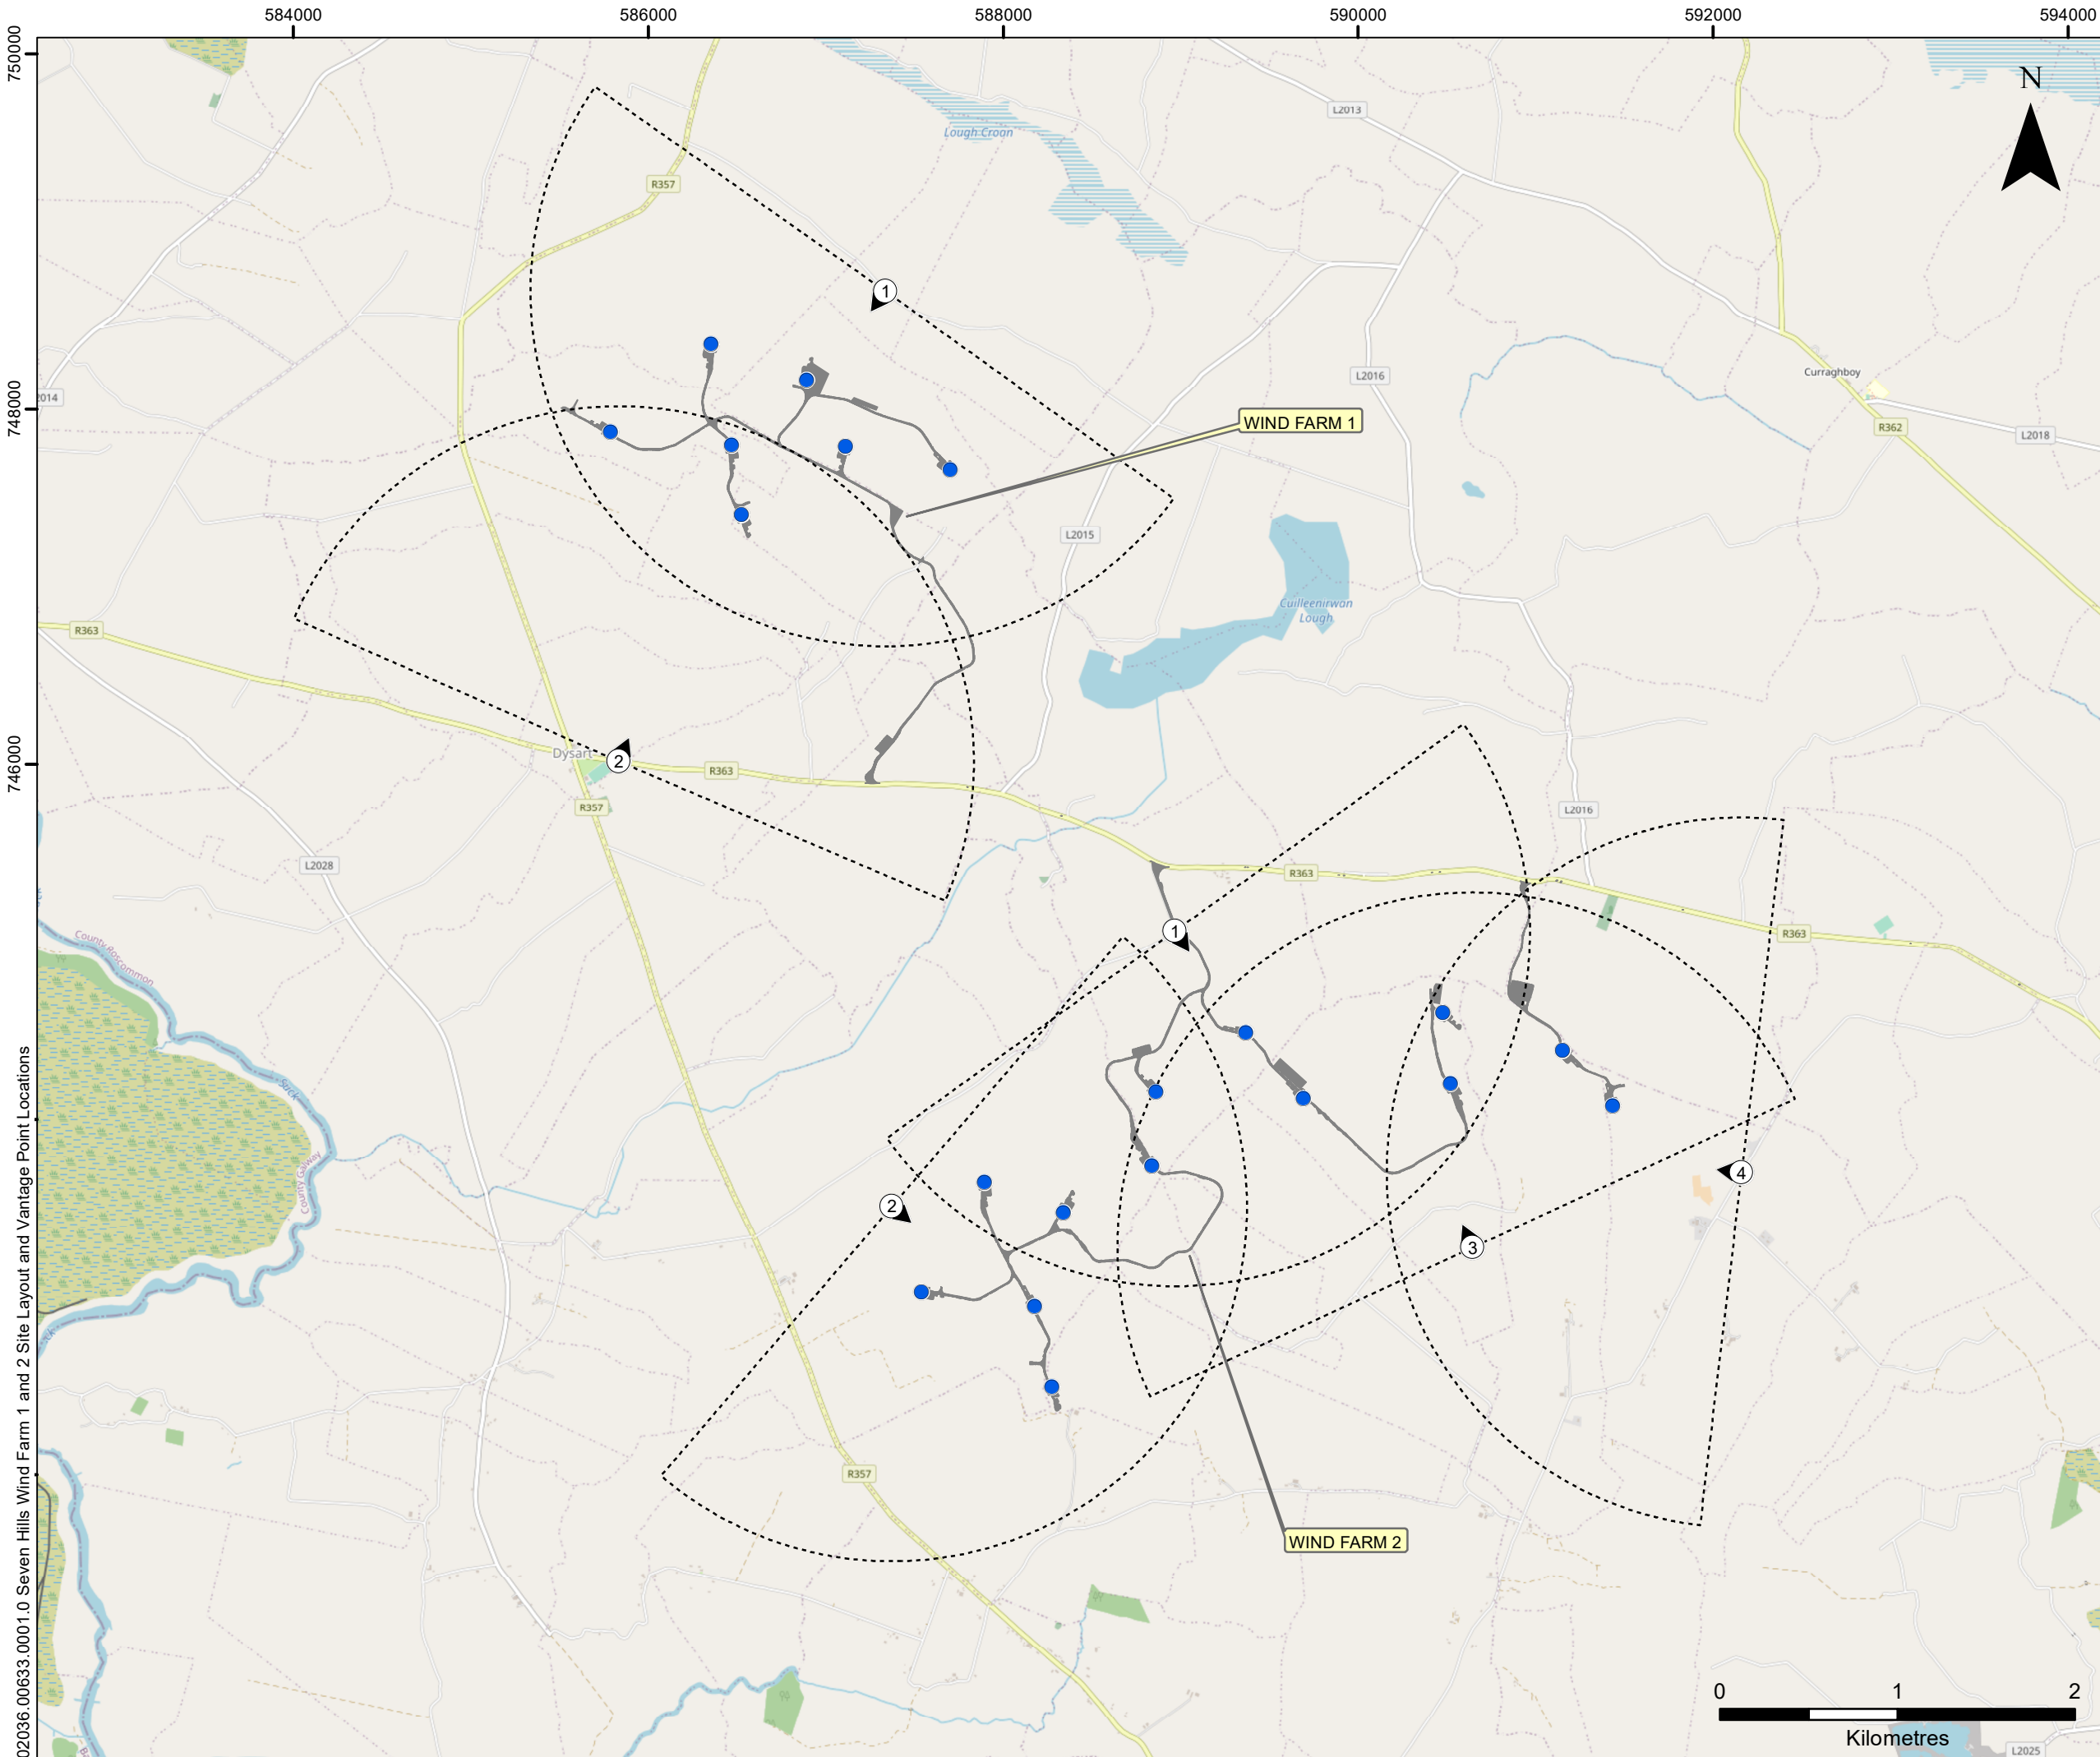 584000
586000
588000
590000
592000
594000
750000
748000
746000
N
L2013
Lough Croan
R357
1
L2016
Curraghboy
2014
WIND FARM 1
R362
L2018
L2015
Cuilleenirwan
Lough
R363
Dysart
2
R363
R357
L2016
L2028
R363
1
R363
County Roscommon
Suck
County Galway
4
2
3
R357
WIND FARM 2
0 1 2
Kilometres
L2025
02036.00633.0001.0 Seven Hills Wind Farm 1 and 2 Site Layout and Vantage Point Locations